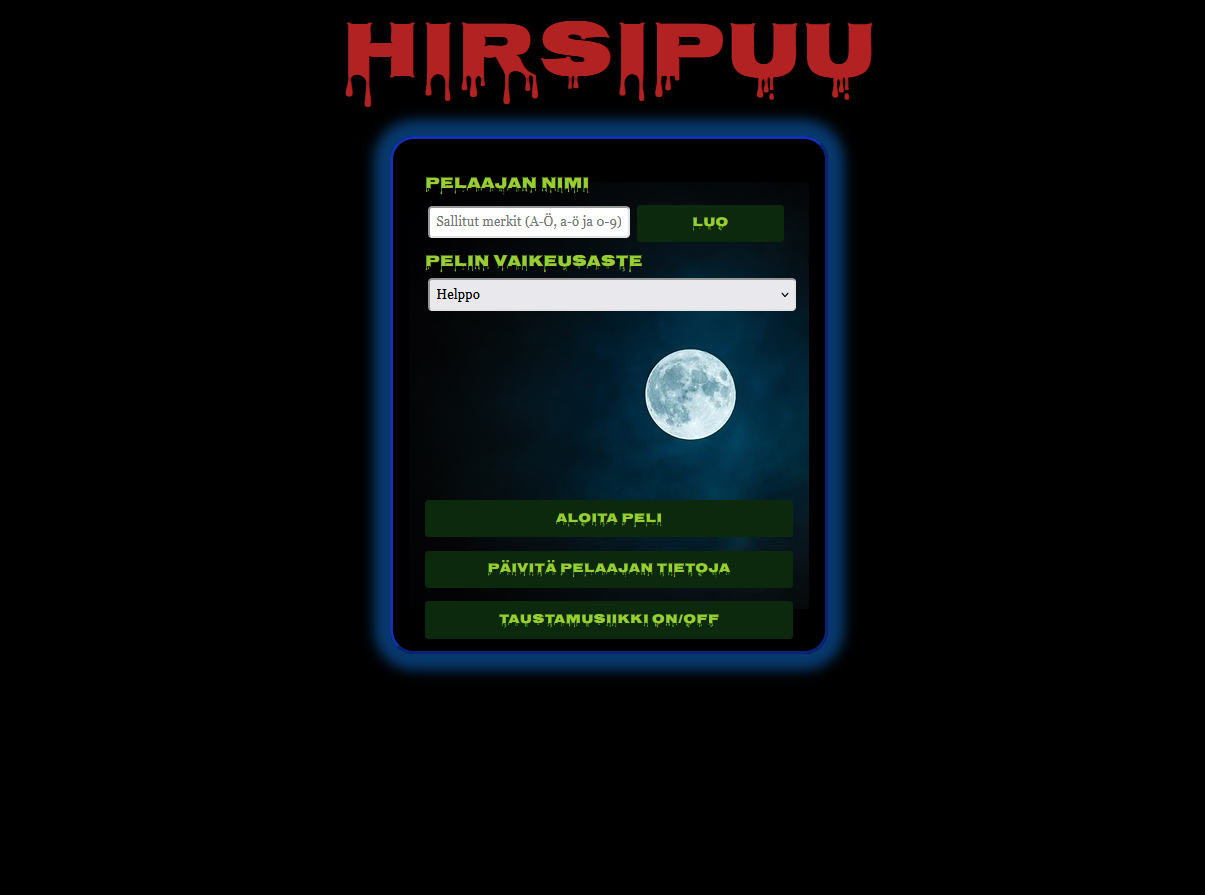 HIRSIPUU
PELAAJAN NIMI
Sallitut merkit (A-Ö, a-ö ja 0-9)
LUO
PELIN VAIKEUSASTE
Helppo
ALOITA PELI
PÄIVITÄ PELAAJAN TIETOJA
TAUSTAMUSIIKKI ON/OFF